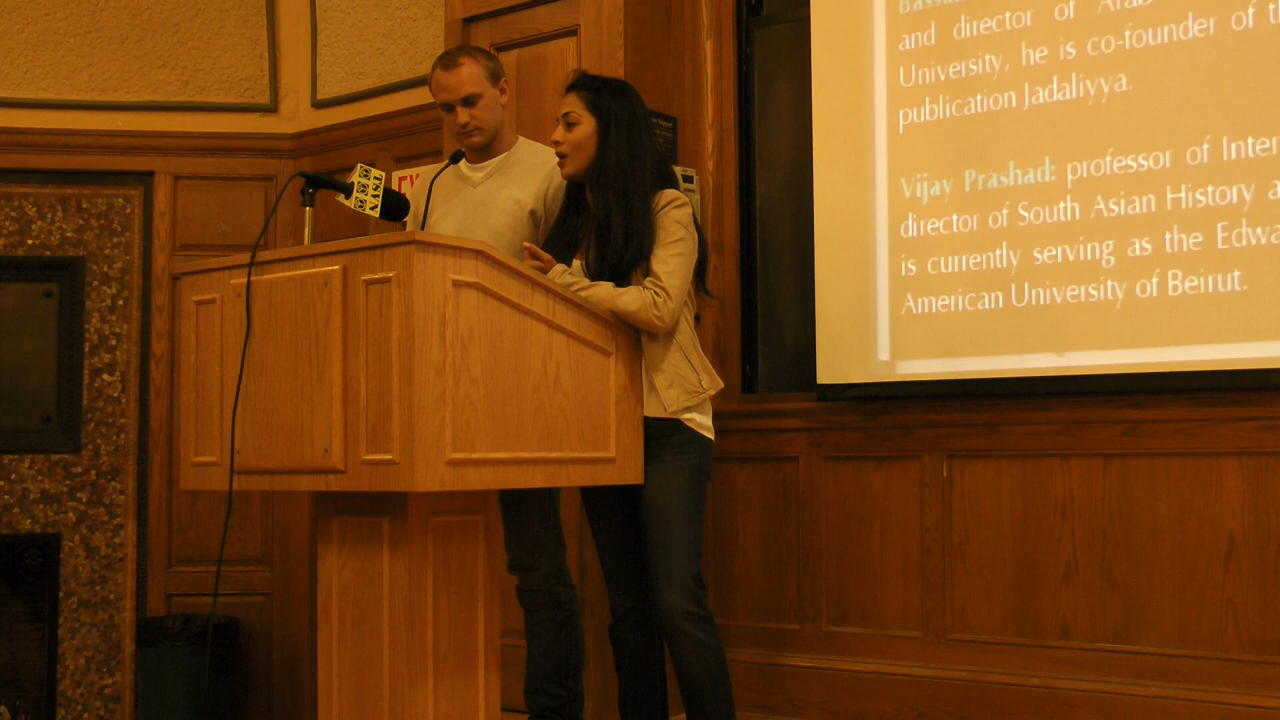 and director of Arab
University, he is co-founder of
publication Jadaliyya.
Vijay Prashad: professor of Inter
director of South Asian History
is currently serving as the Edwa
American University of Beirut.
EX